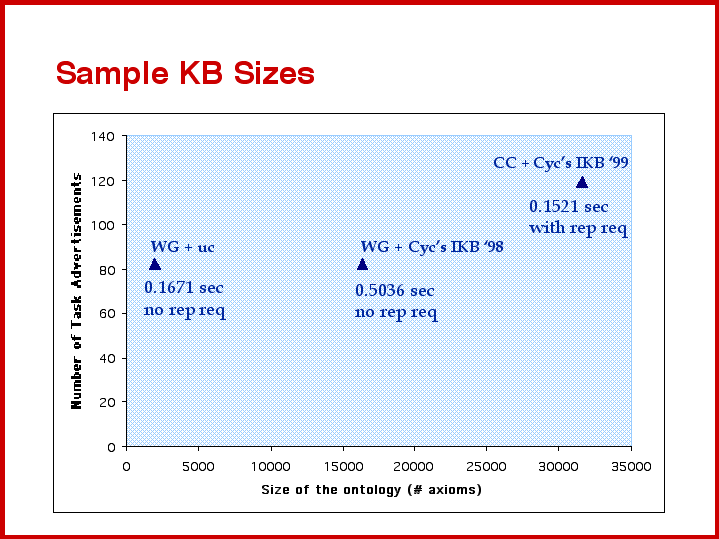 Sample KB Sizes
140
120
100
80
60
40
20
0
Number of Task Advertisements
CC + Cyc's IKB '99
0.1521 sec
with rep req
WG + uc
0.1671 sec
no rep req
WG + Cyc's IKB '98
0.5036 sec
no rep req
0 5000 10000 15000 20000 25000 30000 35000
Size of the ontology (# axioms)